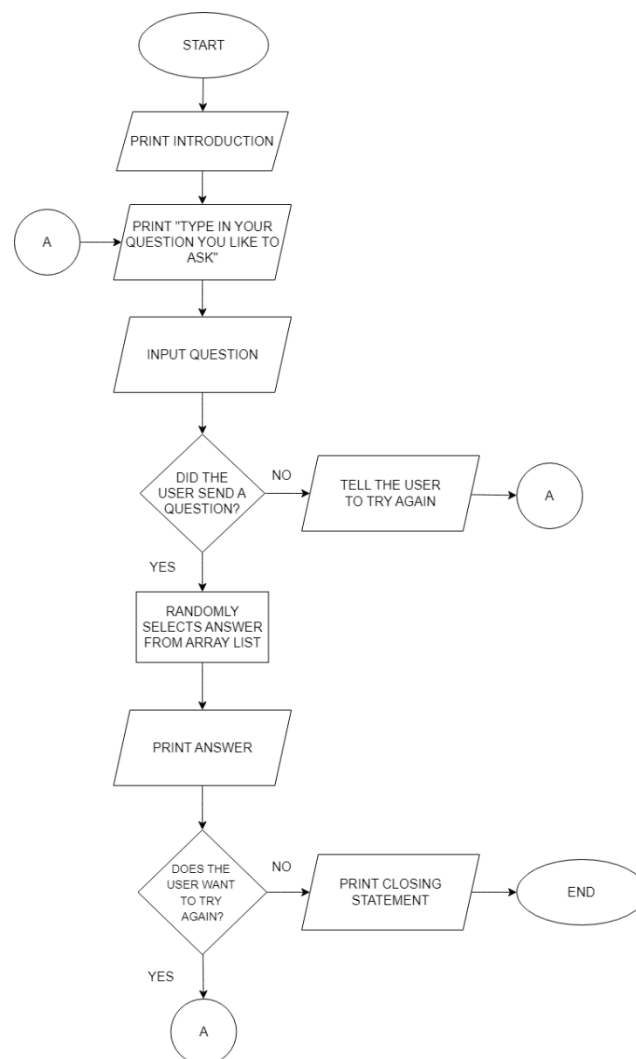 START
PRINT INTRODUCTION
A
PRINT "TYPE IN YOUR
QUESTION YOU LIKE TO
ASK"
INPUT QUESTION
DID THE
USER SEND A
QUESTION?
NO
TELL THE USER
TO TRY AGAIN
A
YES
RANDOMLY
SELECTS ANSWER
FROM ARRAY LIST
PRINT ANSWER
DOES THE
USER WANT
TO TRY
AGAIN?
NO
PRINT CLOSING
STATEMENT
END
YES
A